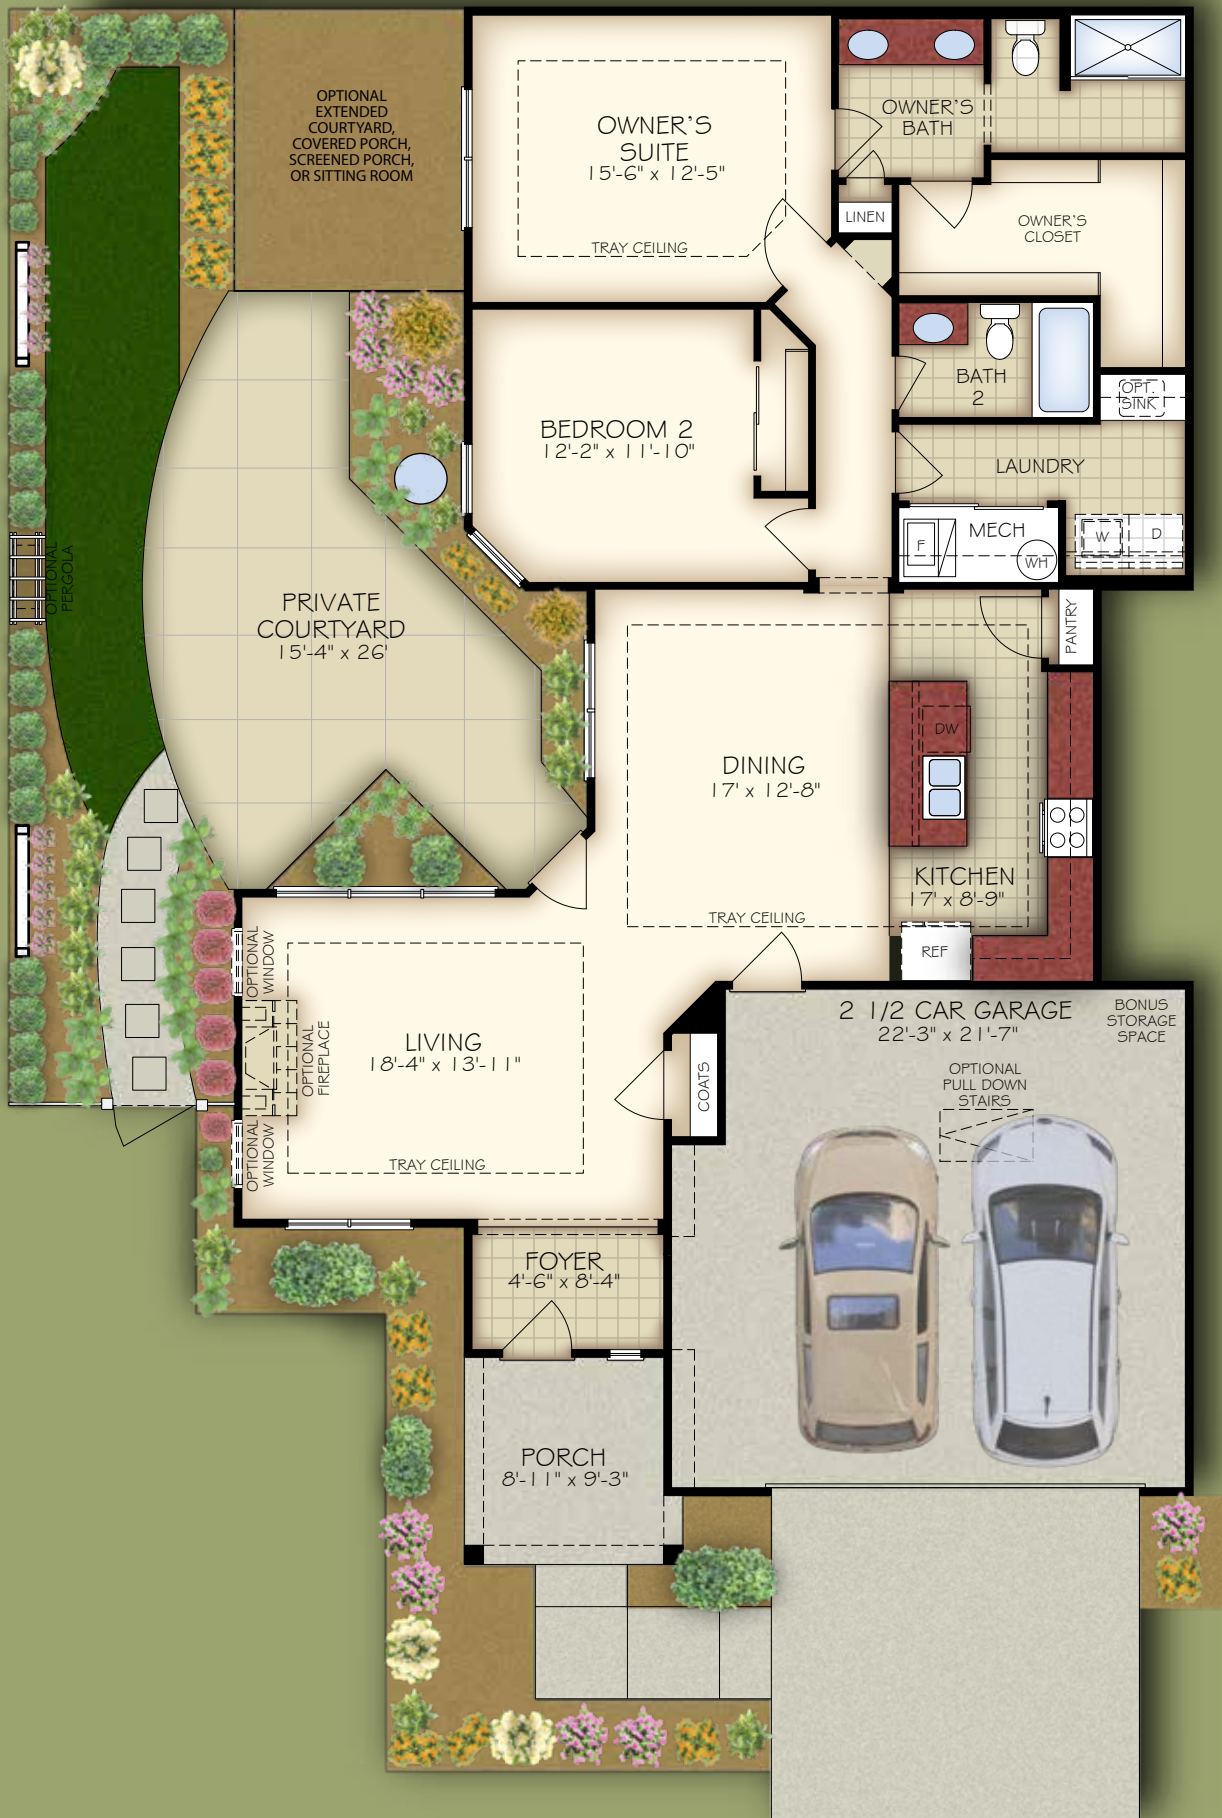 OPTIONAL
EXTENDED
COURTYARD,
COVERED PORCH,
SCREENED PORCH,
OR SITTING ROOM
OWNER'S
SUITE
15'-6" x 12'-5"
TRAY CEILING
OWNER'S
BATH
LINEN
OWNER'S
CLOSET
BATH
2
OPT.
SINK
BEDROOM 2
12'-2" x 11'-10"
LAUNDRY
MECH
F
WH
W
D
OPTIONAL
PERGOLA
PRIVATE
COURTYARD
15'-4" x 26'
PANTRY
DW
DINING
17' x 12'-8"
TRAY CEILING
KITCHEN
17' x 8'-9"
REF
OPTIONAL
WINDOW
LIVING
18'-4" x 13'-11"
OPTIONAL
FIREPLACE
TRAY CEILING
OPTIONAL
WINDOW
COATS
2 1/2 CAR GARAGE
22'-3" x 21'-7"
BONUS
STORAGE
SPACE
OPTIONAL
PULL DOWN
STAIRS
FOYER
4'-6" x 8'-4"
PORCH
8'-11" x 9'-3"